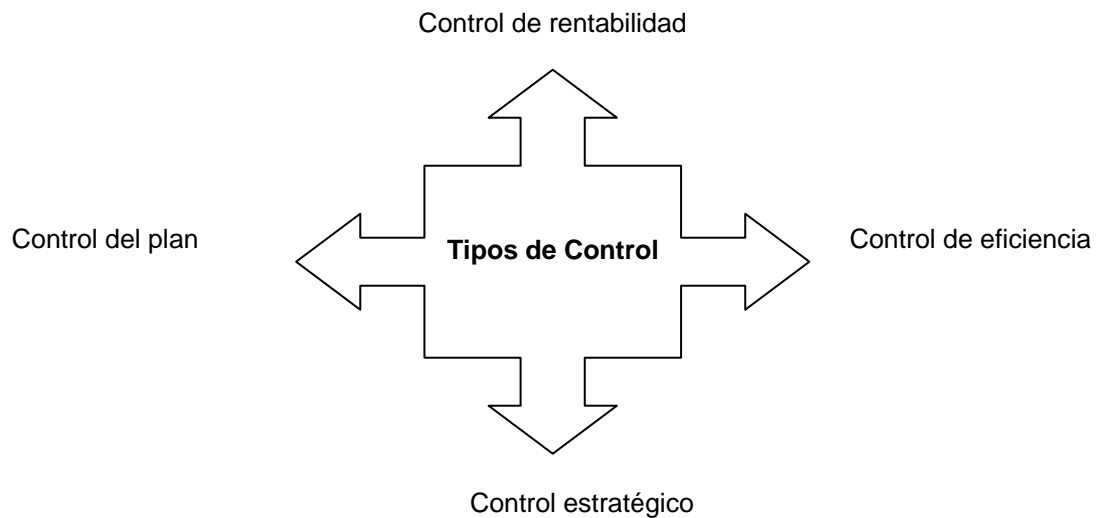 Control de rentabilidad
Control del plan
Tipos de Control
Control de eficiencia
Control estratégico